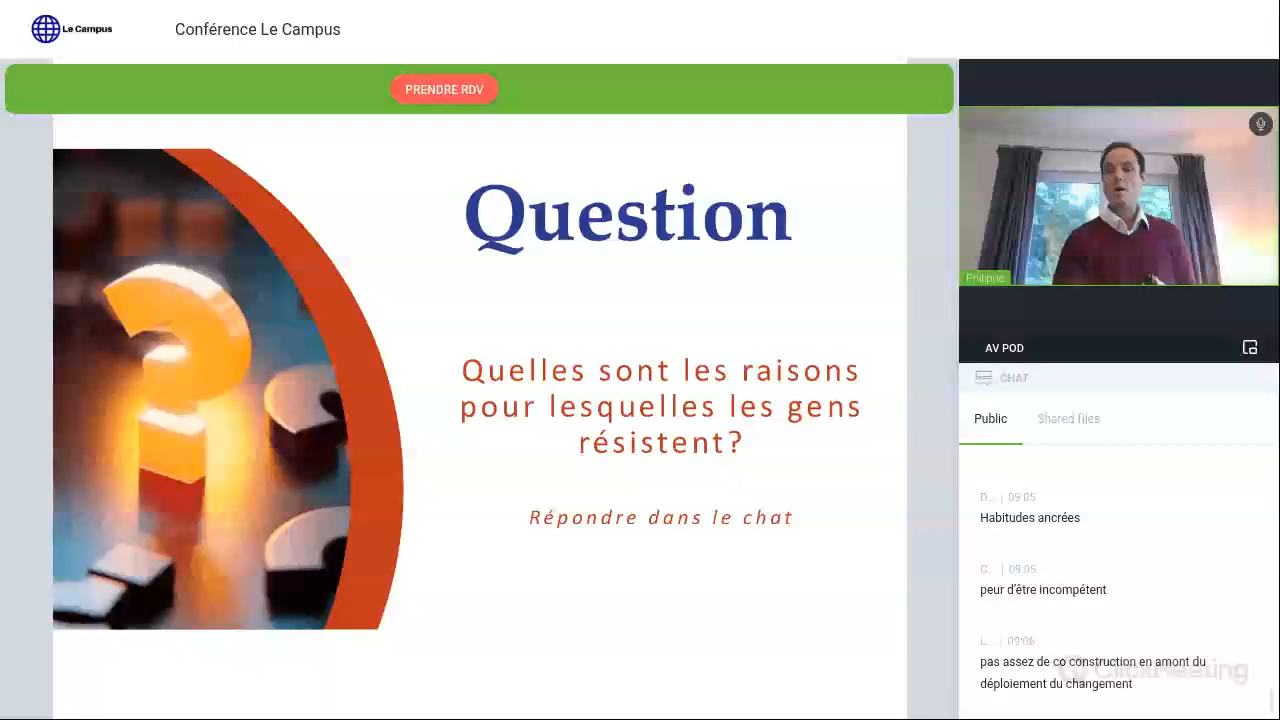 Le Campus
Conférence Le Campus
PRENDRE RDV
Question
Quelles sont les raisons
pour lesquelles les gens
résistent?
Répondre dans le chat
Philippe
AV POD
CHAT
Public
Shared files
D... | 09:05
Habitudes ancrées
C... | 09:05
peur d’être incompétent
L... | 09:06
pas assez de co construction en amont du
déploiement du changement
ClickMeeting